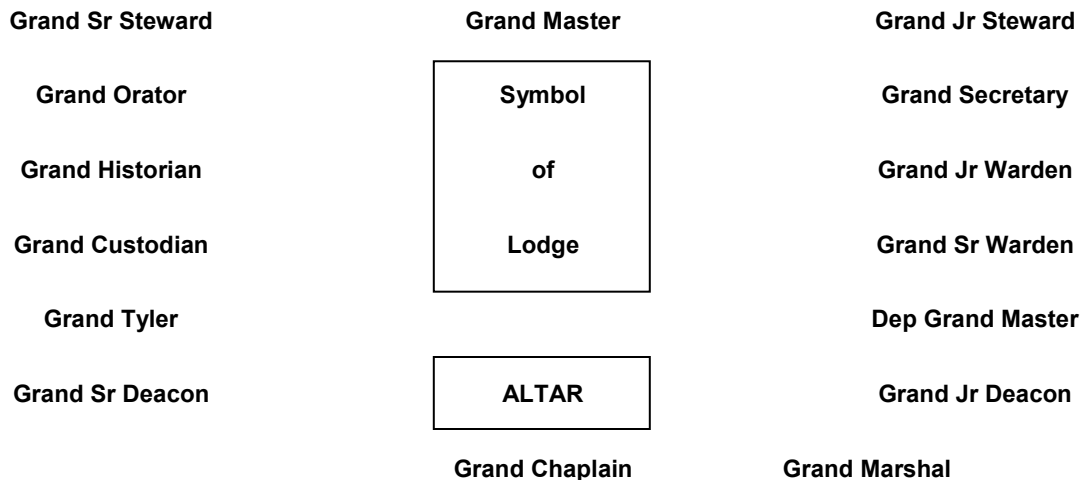 Grand Sr Steward Grand Master Grand Jr Steward
Grand Orator Symbol Grand Secretary
Grand Historian of Grand Jr Warden
Grand Custodian Lodge Grand Sr Warden
Grand Tyler Dep Grand Master
Grand Sr Deacon ALTAR Grand Jr Deacon
Grand Chaplain Grand Marshal